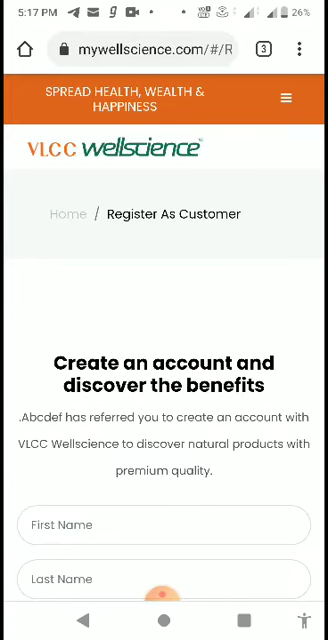 5:17 PM
26%
mywellscience.com/#/R
3
SPREAD HEALTH, WEALTH &
HAPPINESS
VLCC wellscience
Home / Register As Customer
Create an account and
discover the benefits
.Abcdef has referred you to create an account with
VLCC Wellscience to discover natural products with
premium quality.
First Name
Last Name